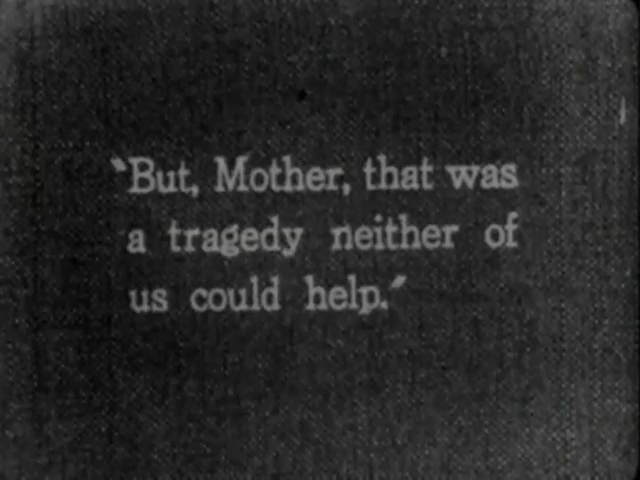 "But, Mother, that was
a tragedy neither of
us could help."